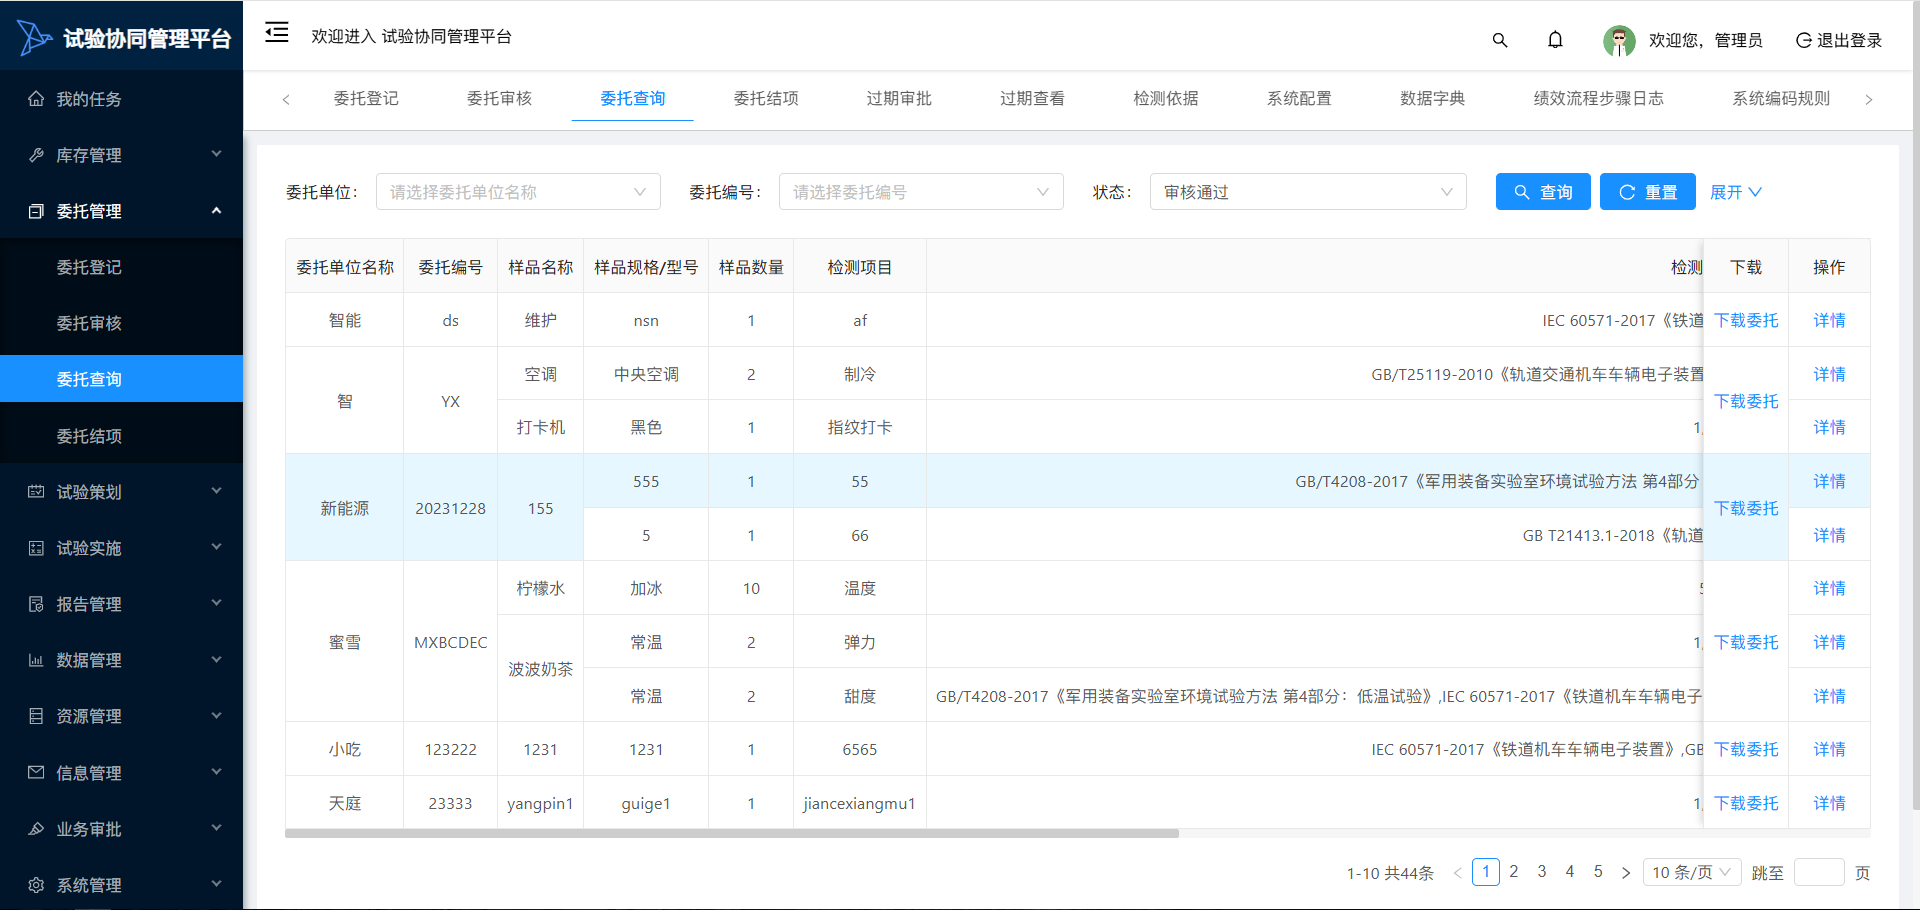 试验协同管理平台
欢迎进入 试验协同管理平台
欢迎您，管理员
退出登录
我的任务
库存管理
委托管理
委托登记
委托审核
委托查询
委托结项
试验策划
试验实施
报告管理
数据管理
资源管理
信息管理
业务审批
系统管理
委托登记 委托审核 委托查询 委托结项 过期审批 过期查看 检测依据 系统配置 数据字典 绩效流程步骤日志 系统编码规则
委托单位： 请选择委托单位名称 委托编号： 请选择委托编号 状态： 审核通过 查询 重置 展开
委托单位名称 委托编号 样品名称 样品规格/型号 样品数量 检测项目 检测 下载 操作
智能 ds 维护 nsn 1 af IEC 60571-2017《铁道 下载委托 详情
智 YX 空调 中央空调 2 制冷 GB/T25119-2010《轨道交通机车车辆电子装置 下载委托 详情
打卡机 黑色 1 指纹打卡 1, 详情
新能源 20231228 155 555 1 55 GB/T4208-2017《军用装备实验室环境试验方法 第4部分 下载委托 详情
5 1 66 GB T21413.1-2018《轨道 详情
蜜雪 MXBCDEC 柠檬水 加冰 10 温度 详情
波波奶茶 常温 2 弹力 1, 下载委托 详情
常温 2 甜度 GB/T4208-2017《军用装备实验室环境试验方法 第4部分：低温试验》,IEC 60571-2017《铁道机车车辆电子 详情
小吃 123222 1231 1231 1 6565 IEC 60571-2017《铁道机车车辆电子装置》,GB 下载委托 详情
天庭 23333 yangpin1 guige1 1 jiancexiangmu1 1, 下载委托 详情
1-10 共44条 1 2 3 4 5 10 条/页 跳至 页